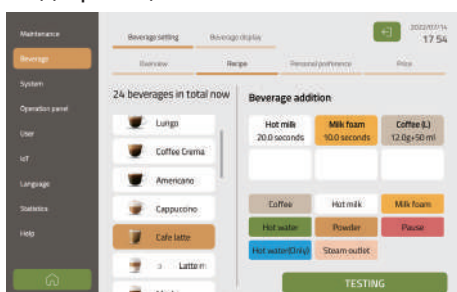 Maintenance
Beverage
System
Operation panel
User
IoT
Language
Statistics
Help
Beverage setting
Beverage display
2022/07/14
17 54
Overview
Recipe
Personal preference
Price
24 beverages in total now
Lungo
Coffee Crema
Americano
Cappuccino
Cafe latte
Latte m
Beverage addition
Hot milk
20.0 seconds
Milk foam
10.0 seconds
Coffee (L)
12.0g+50 ml
Coffee
Hot milk
Milk foam
Hot water
Powder
Pause
Hot water(Only)
Steam outlet
TESTING